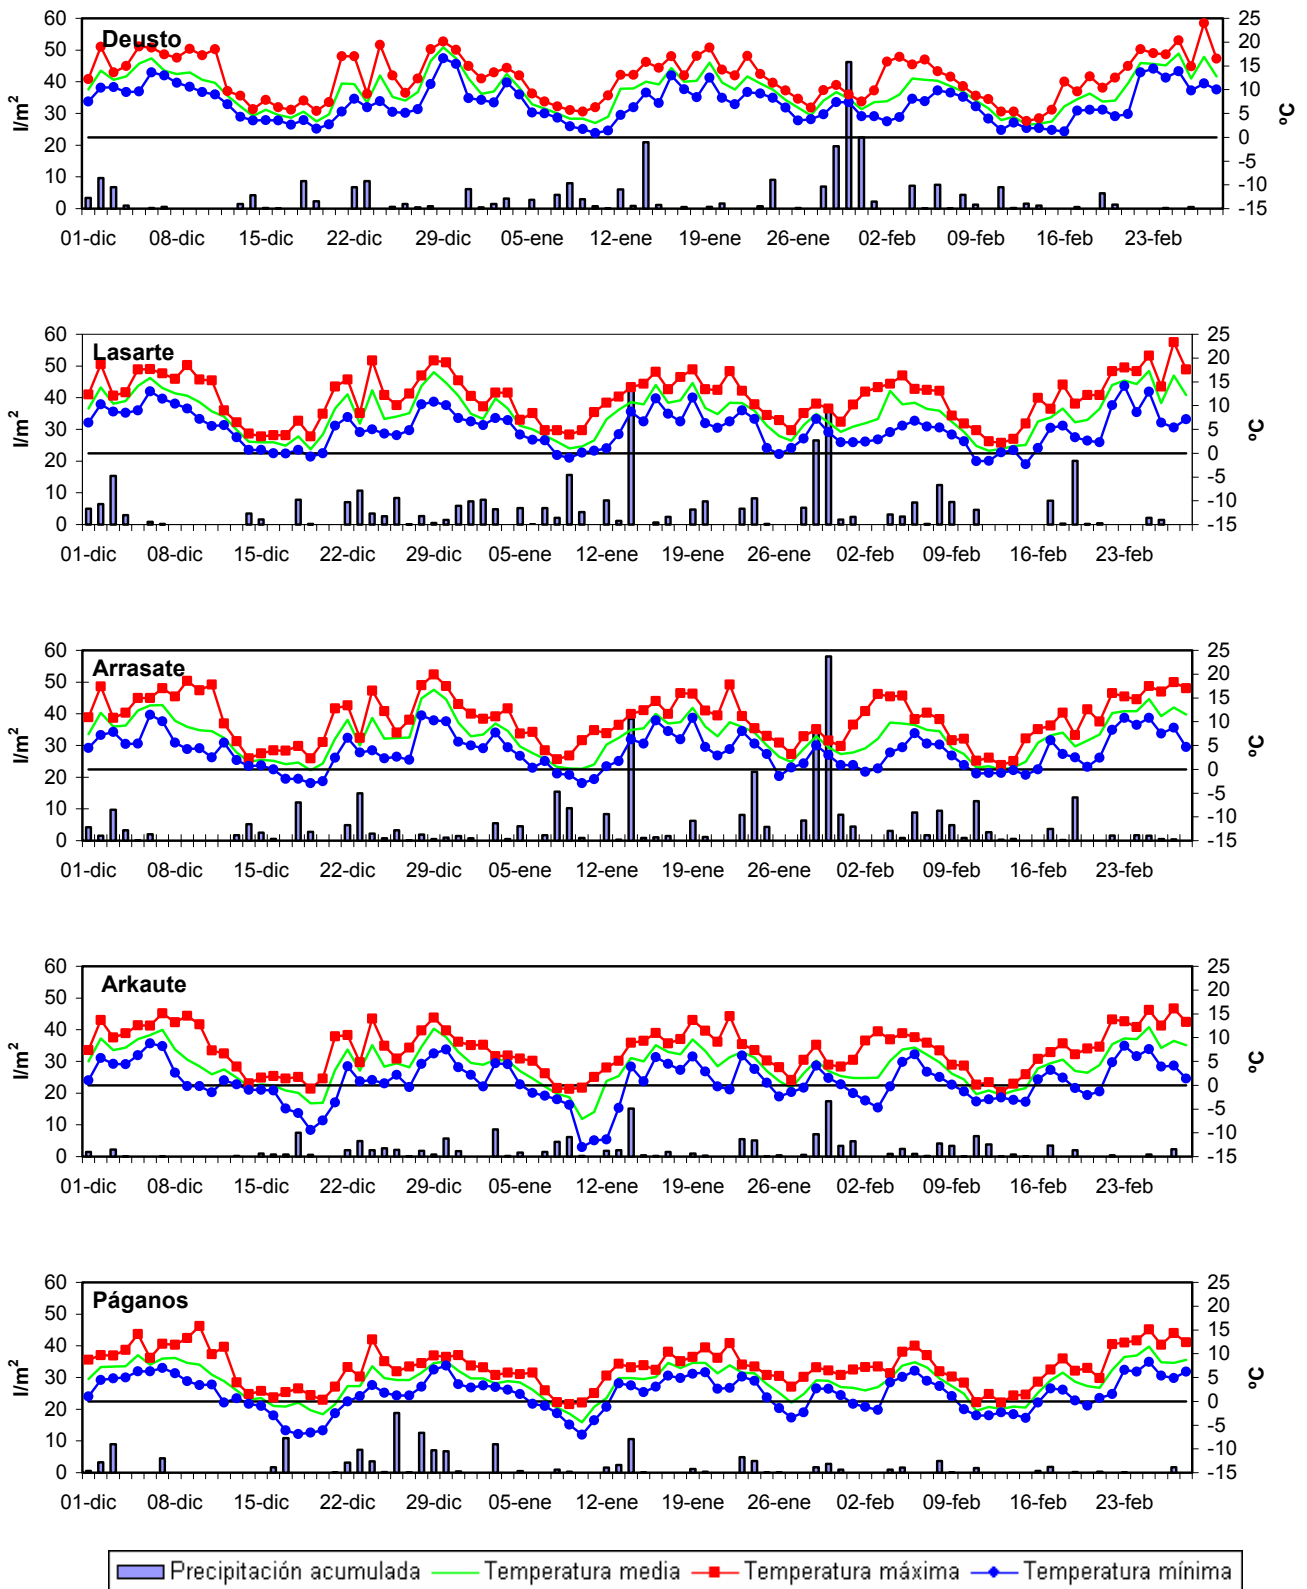 Deusto
60 50 40 30 20 10 0
l/m²
25 20 15 10 5 0 -5 -10 -15
ºC
01-dic 08-dic 15-dic 22-dic 29-dic 05-ene 12-ene 19-ene 26-ene 02-feb 09-feb 16-feb 23-feb
Lasarte
60 50 40 30 20 10 0
l/m²
25 20 15 10 5 0 -5 -10 -15
ºC
01-dic 08-dic 15-dic 22-dic 29-dic 05-ene 12-ene 19-ene 26-ene 02-feb 09-feb 16-feb 23-feb
Arrasate
60 50 40 30 20 10 0
l/m²
25 20 15 10 5 0 -5 -10 -15
ºC
01-dic 08-dic 15-dic 22-dic 29-dic 05-ene 12-ene 19-ene 26-ene 02-feb 09-feb 16-feb 23-feb
Arkaute
60 50 40 30 20 10 0
l/m²
25 20 15 10 5 0 -5 -10 -15
ºC
01-dic 08-dic 15-dic 22-dic 29-dic 05-ene 12-ene 19-ene 26-ene 02-feb 09-feb 16-feb 23-feb
Páganos
60 50 40 30 20 10 0
l/m²
25 20 15 10 5 0 -5 -10 -15
ºC
01-dic 08-dic 15-dic 22-dic 29-dic 05-ene 12-ene 19-ene 26-ene 02-feb 09-feb 16-feb 23-feb
Precipitación acumulada Temperatura media Temperatura máxima Temperatura mínima